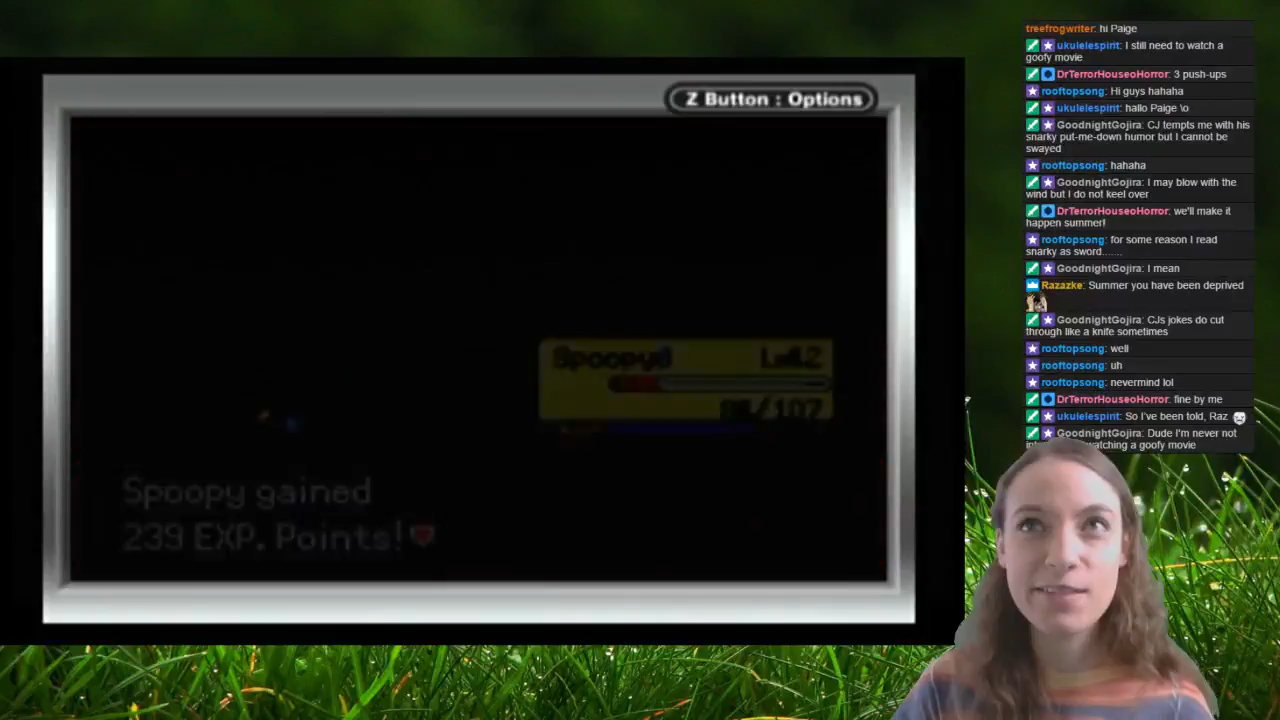 Z Button : Options
Spoopy♂ Lv42
/107
Spoopy gained
239 EXP. Points!
treefrogwriter: hi Paige
ukulelespirit: I still need to watch a
goofy movie
DrTerrorHouseoHorror: 3 push-ups
rooftopsong: Hi guys hahaha
ukulelespirit: hallo Paige \o
GoodnightGojira: CJ tempts me with his
snarky put-me-down humor but I cannot be
swayed
rooftopsong: hahaha
GoodnightGojira: I may blow with the
wind but I do not keel over
DrTerrorHouseoHorror: we'll make it
happen summer!
rooftopsong: for some reason I read
snarky as sword.......
GoodnightGojira: I mean
Razazke: Summer you have been deprived
GoodnightGojira: CJs jokes do cut
through like a knife sometimes
rooftopsong: well
rooftopsong: uh
rooftopsong: nevermind lol
DrTerrorHouseoHorror: fine by me
ukulelespirit: So I've been told, Raz
GoodnightGojira: Dude I'm never not
watching a goofy movie